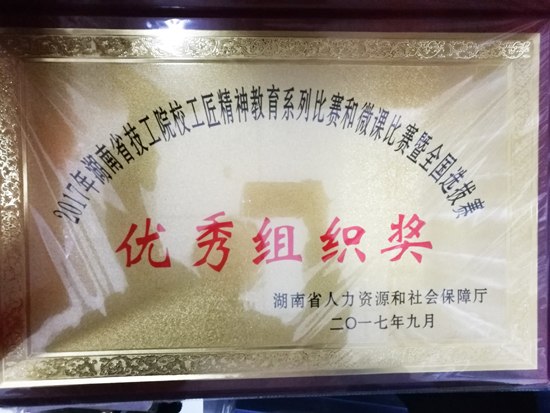 2017年湖南省技工院校工匠精神教育系列比赛和微课比赛暨全国选拔赛
优秀组织奖
湖南省人力资源和社会保障厅
二〇一七年九月